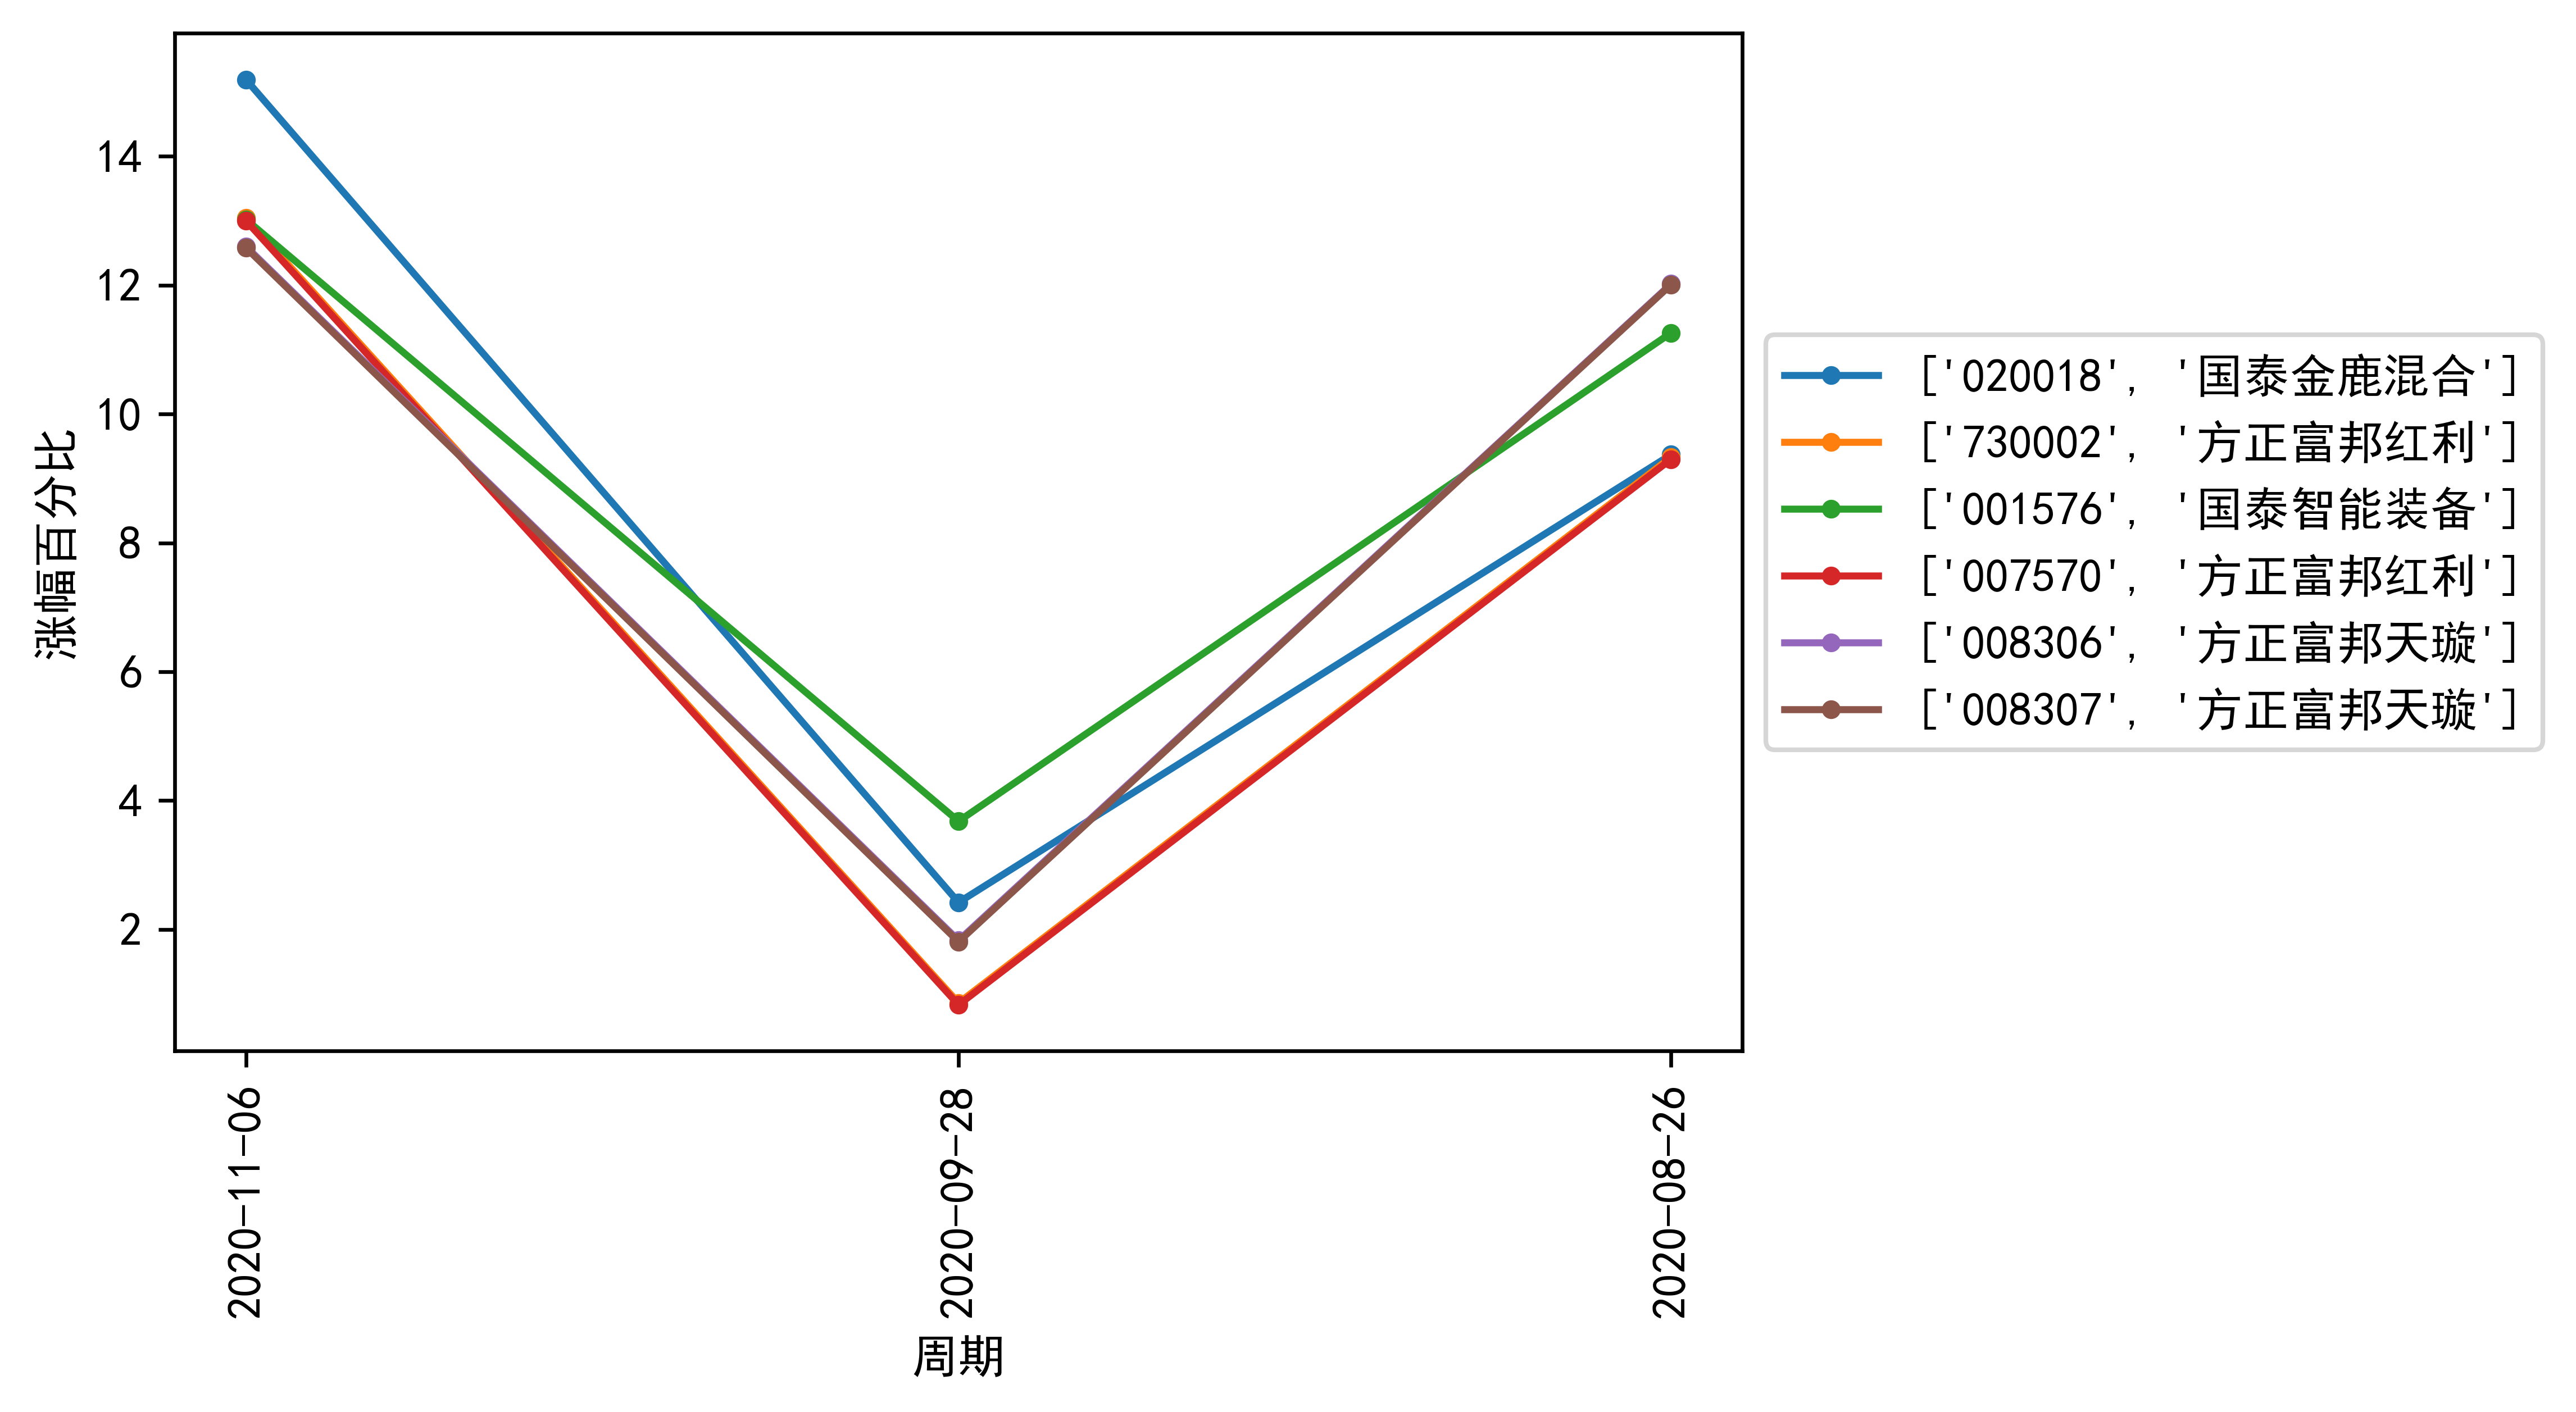 涨幅百分比
14
12
10
8
6
4
2
2020-11-06
2020-09-28
2020-08-26
周期
['020018', '国泰金鹿混合']
['730002', '方正富邦红利']
['001576', '国泰智能装备']
['007570', '方正富邦红利']
['008306', '方正富邦天璇']
['008307', '方正富邦天璇']